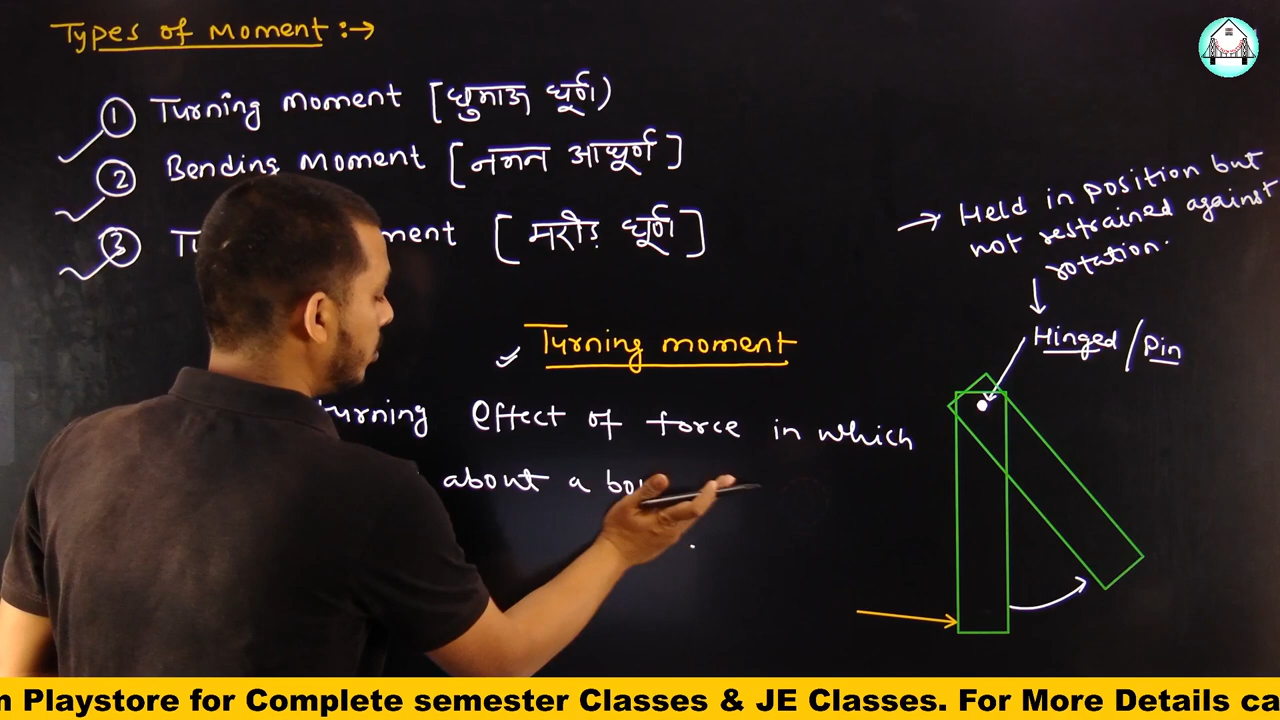 Types of Moment :→
① Turning Moment [घुमाऊ घूर्ण)
② Bending Moment [नमन आघूर्ण]
③ ment [मरोड़ घूर्ण]
→ Held in position but
not restrained against
rotation.
Hinged/Pin
Turning moment
turning effect of force in which
about a
m Playstore for Complete semester Classes & JE Classes. For More Details ca